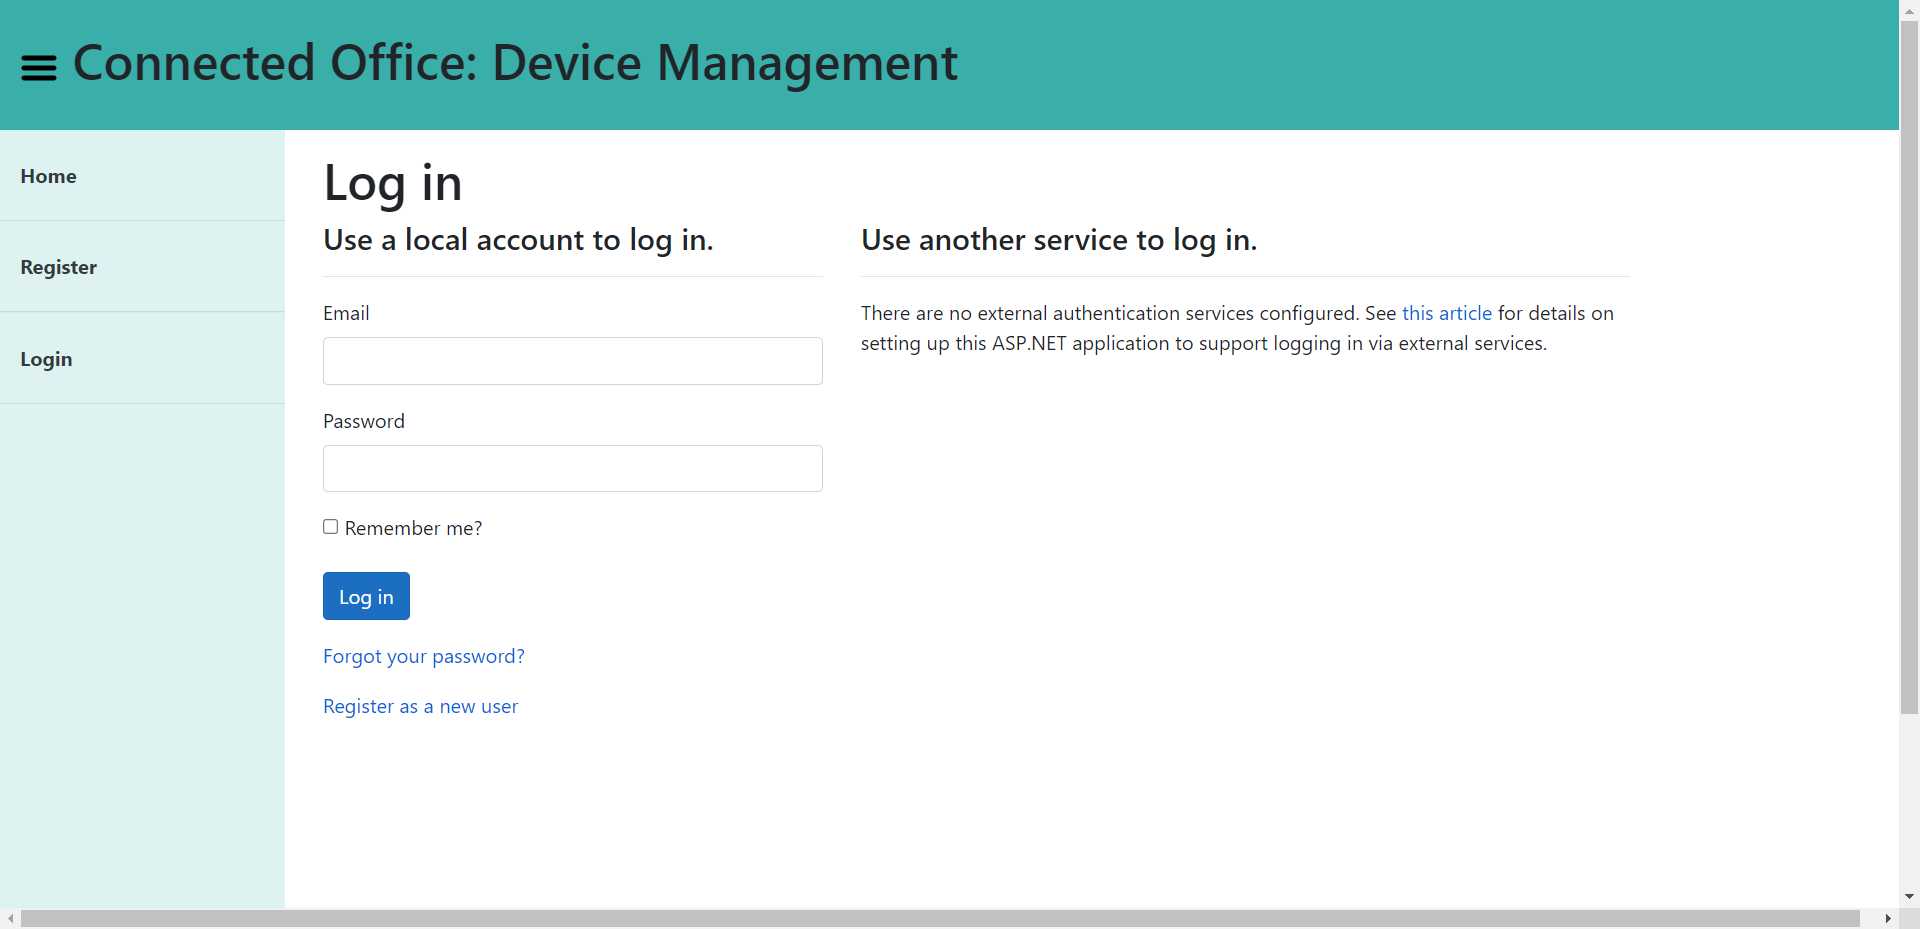 Connected Office: Device Management
Home
Register
Login
Log in
Use a local account to log in.
Email
Password
Remember me?
Log in
Forgot your password?
Register as a new user
Use another service to log in.
There are no external authentication services configured. See this article for details on
setting up this ASP.NET application to support logging in via external services.